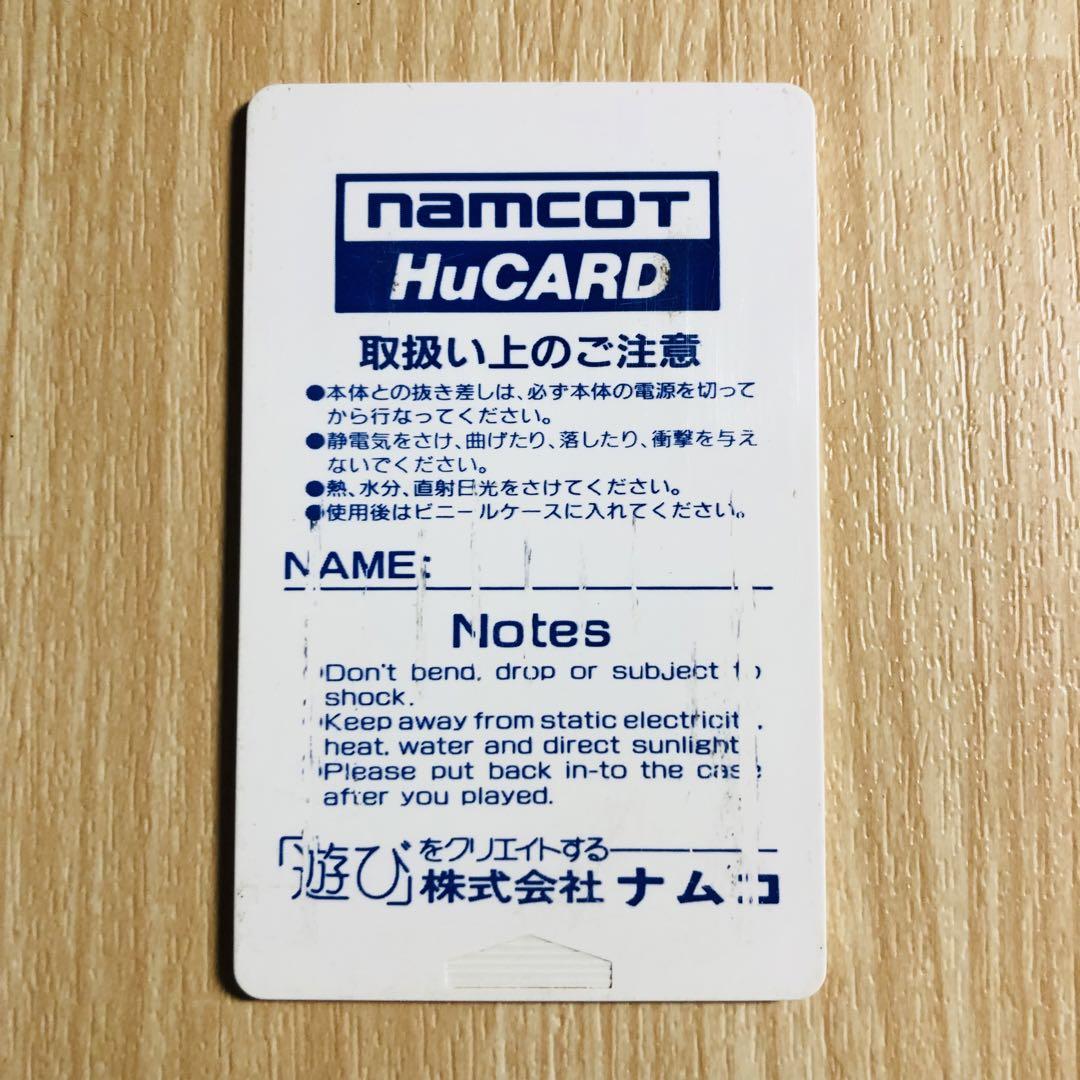 namcot
HuCARD
取扱い上のご注意
●本体との抜き差しは、必ず本体の電源を切って
から行なってください。
●静電気をさけ、曲げたり、落したり、衝撃を与え
ないでください。
●熱、水分、直射日光をさけてください。
●使用後はビニールケースに入れてください。
NAME:
Notes
●Don't bend, drop or subject to
shock.
●Keep away from static electricity,
heat, water and direct sunlight
●Please put back in-to the case
after you played.
「遊び」をクリエイトする
株式会社ナムコ